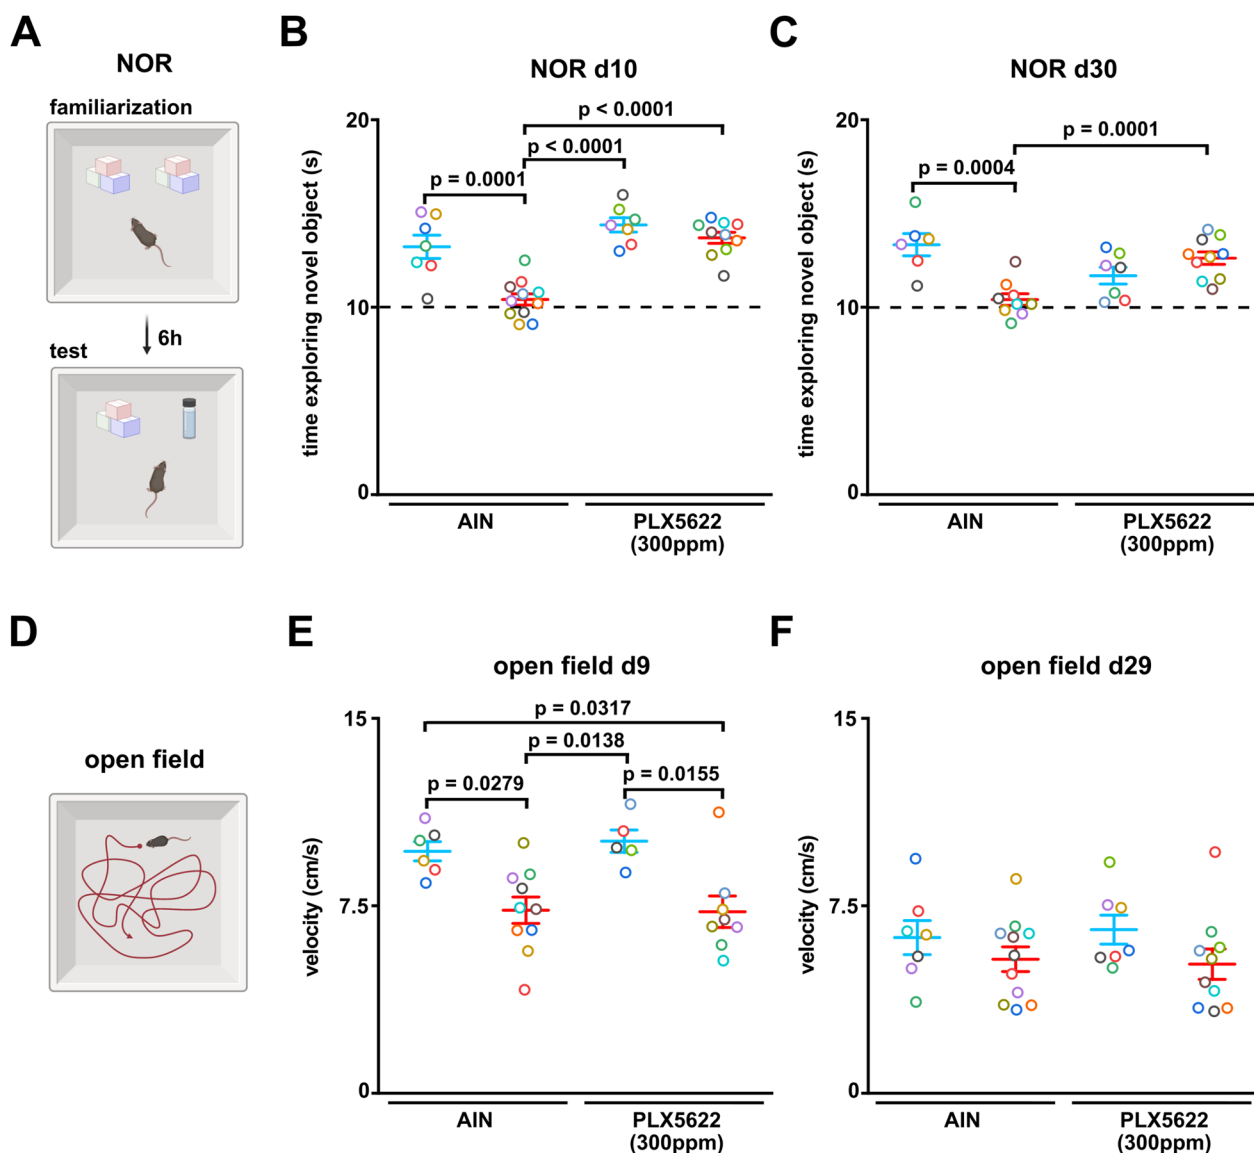 A
NOR
familiarization
6h
test
B
NOR d10
time exploring novel object (s)
20
10
0
p < 0.0001
p < 0.0001
p = 0.0001
AIN
PLX5622
(300ppm)
C
NOR d30
time exploring novel object (s)
20
10
0
p = 0.0001
p = 0.0004
AIN
PLX5622
(300ppm)
D
open field
E
open field d9
velocity (cm/s)
15
7.5
0
p = 0.0317
p = 0.0138
p = 0.0279
p = 0.0155
AIN
PLX5622
(300ppm)
F
open field d29
velocity (cm/s)
15
7.5
0
AIN
PLX5622
(300ppm)